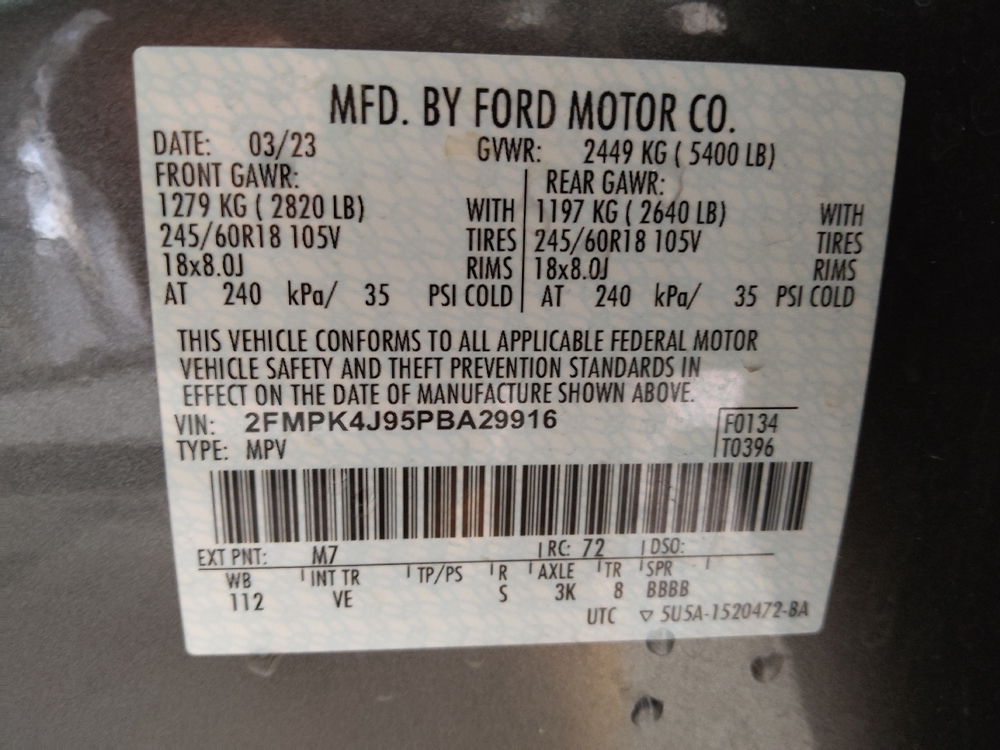 MFD. BY FORD MOTOR CO.
DATE: 03/23 GVWR: 2449 KG ( 5400 LB)
FRONT GAWR: REAR GAWR:
1279 KG ( 2820 LB) WITH 1197 KG ( 2640 LB) WITH
245/60R18 105V TIRES 245/60R18 105V TIRES
18x8.0J RIMS 18x8.0J RIMS
AT 240 kPa/ 35 PSI COLD AT 240 kPa/ 35 PSI COLD
THIS VEHICLE CONFORMS TO ALL APPLICABLE FEDERAL MOTOR
VEHICLE SAFETY AND THEFT PREVENTION STANDARDS IN
EFFECT ON THE DATE OF MANUFACTURE SHOWN ABOVE.
VIN: 2FMPK4J95PBA29916 F0134
TYPE: MPV T0396
EXT PNT: M7 RC: 72 DSO:
WB INT TR TP/PS R AXLE TR SPR
112 VE S 3K 8 BBBB
UTC ▽ 5U5A-1520472-BA